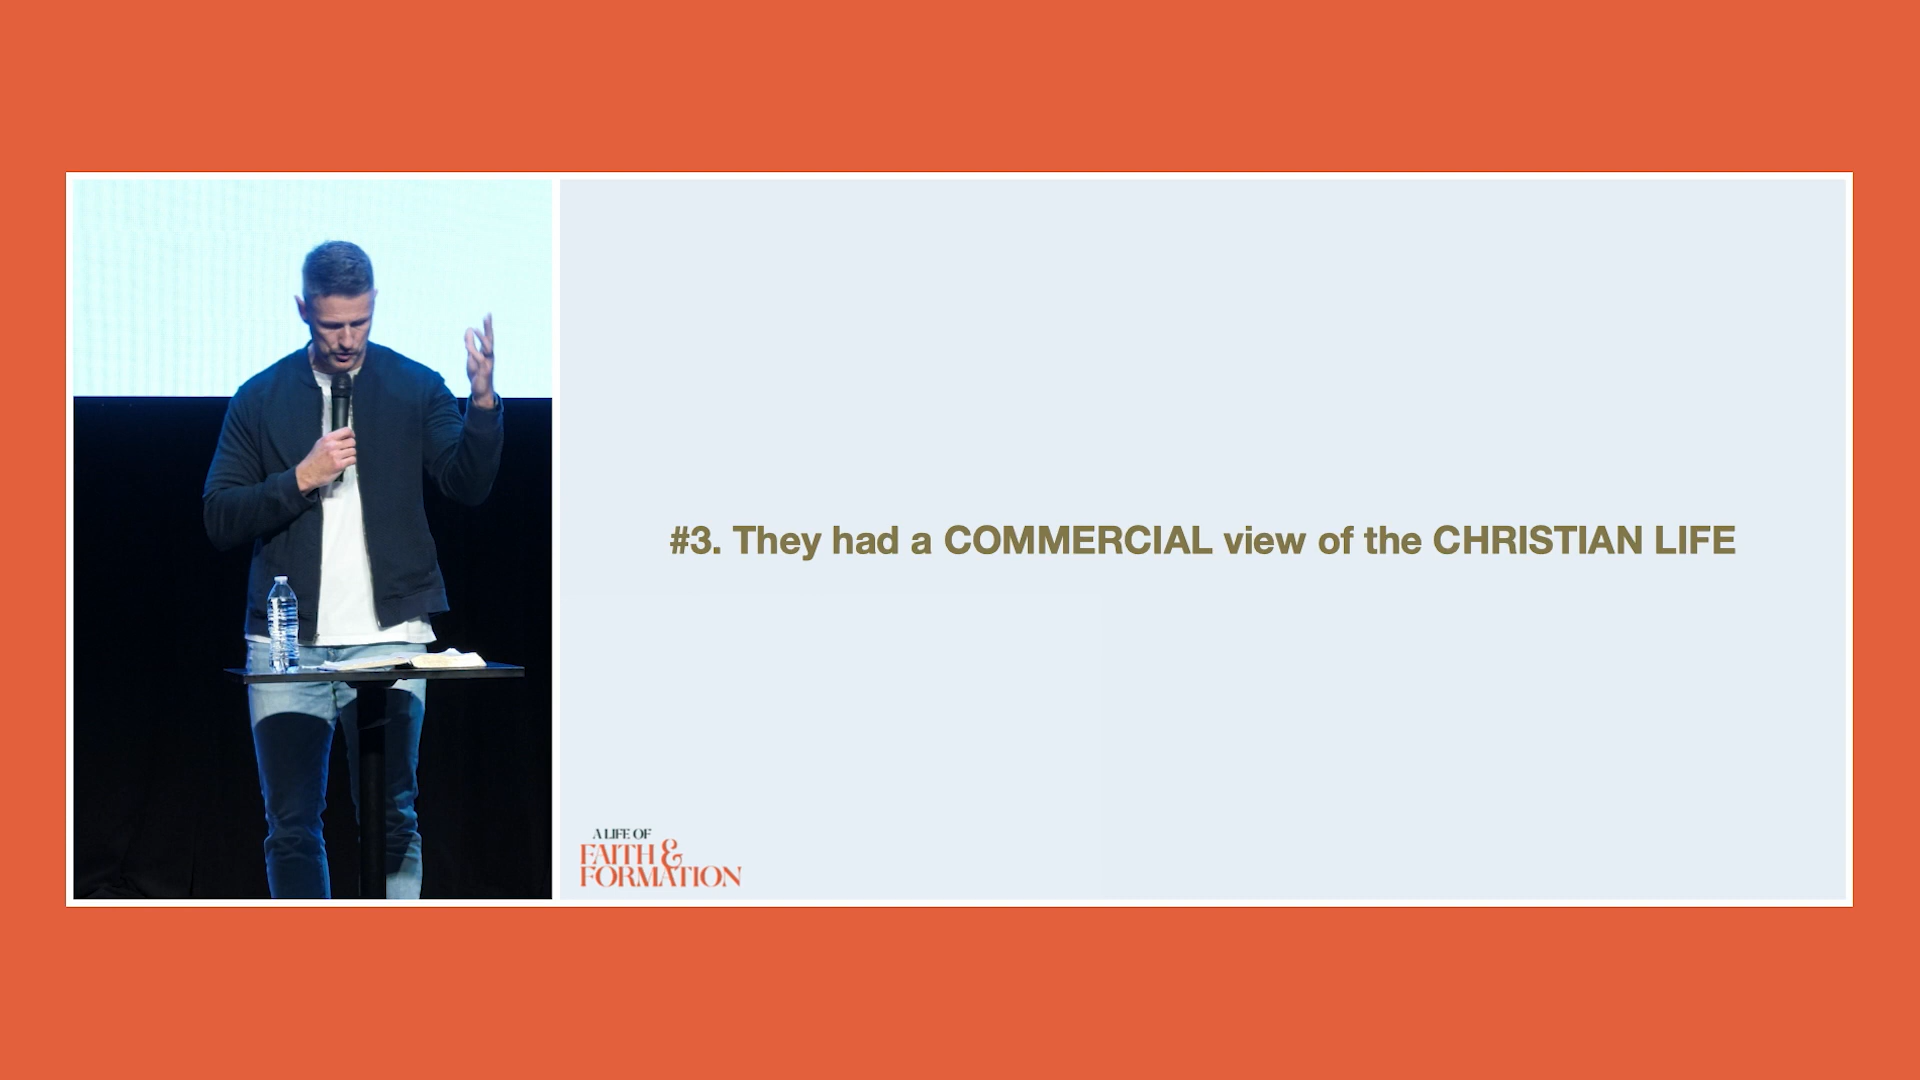 #3. They had a COMMERCIAL view of the CHRISTIAN LIFE
A LIFE OF
FAITH &
FORMATION